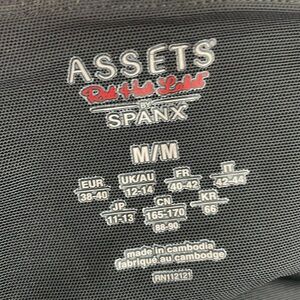 ASSETS
Red Hot Label
BY
SPANX
M/M
EUR UK/AU FR IT
38-40 12-14 40-42 42-44
JP CN KR
11-13 165-170 66
88-90
made in cambodia
fabriqué au cambodge
RN112121